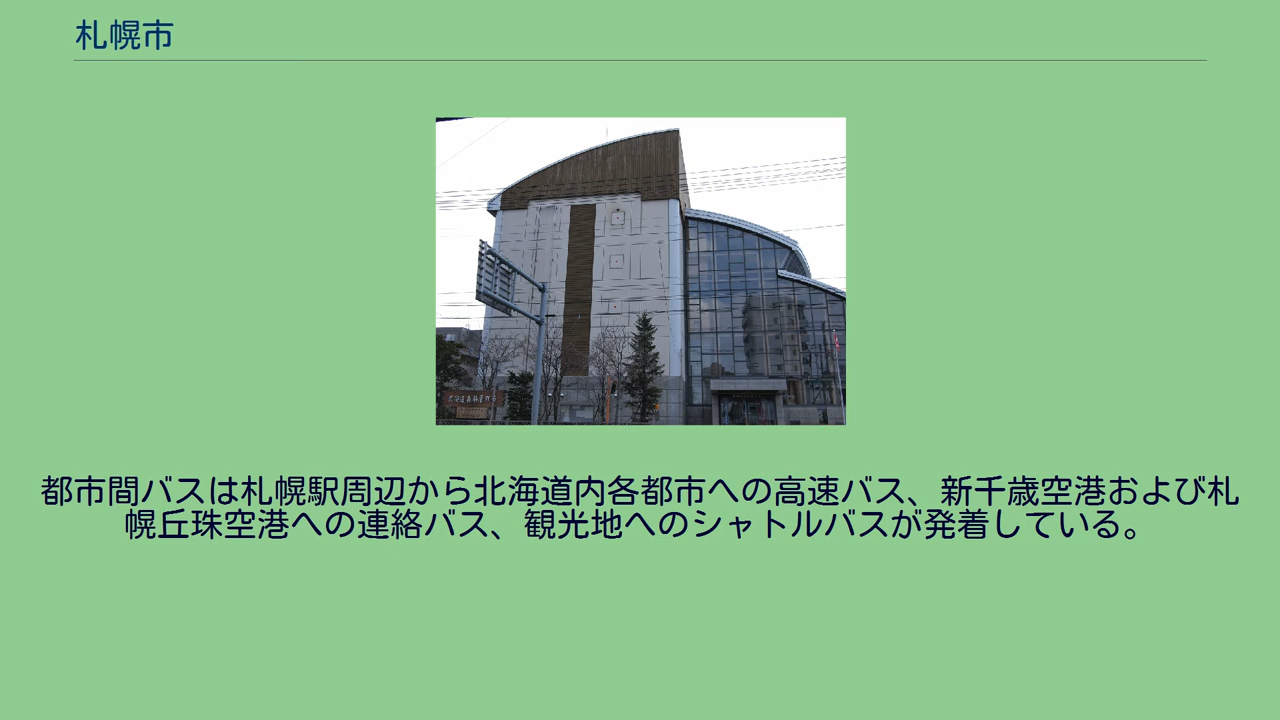 札幌市
都市間バスは札幌駅周辺から北海道内各都市への高速バス、新千歳空港および札
幌丘珠空港への連絡バス、観光地へのシャトルバスが発着している。